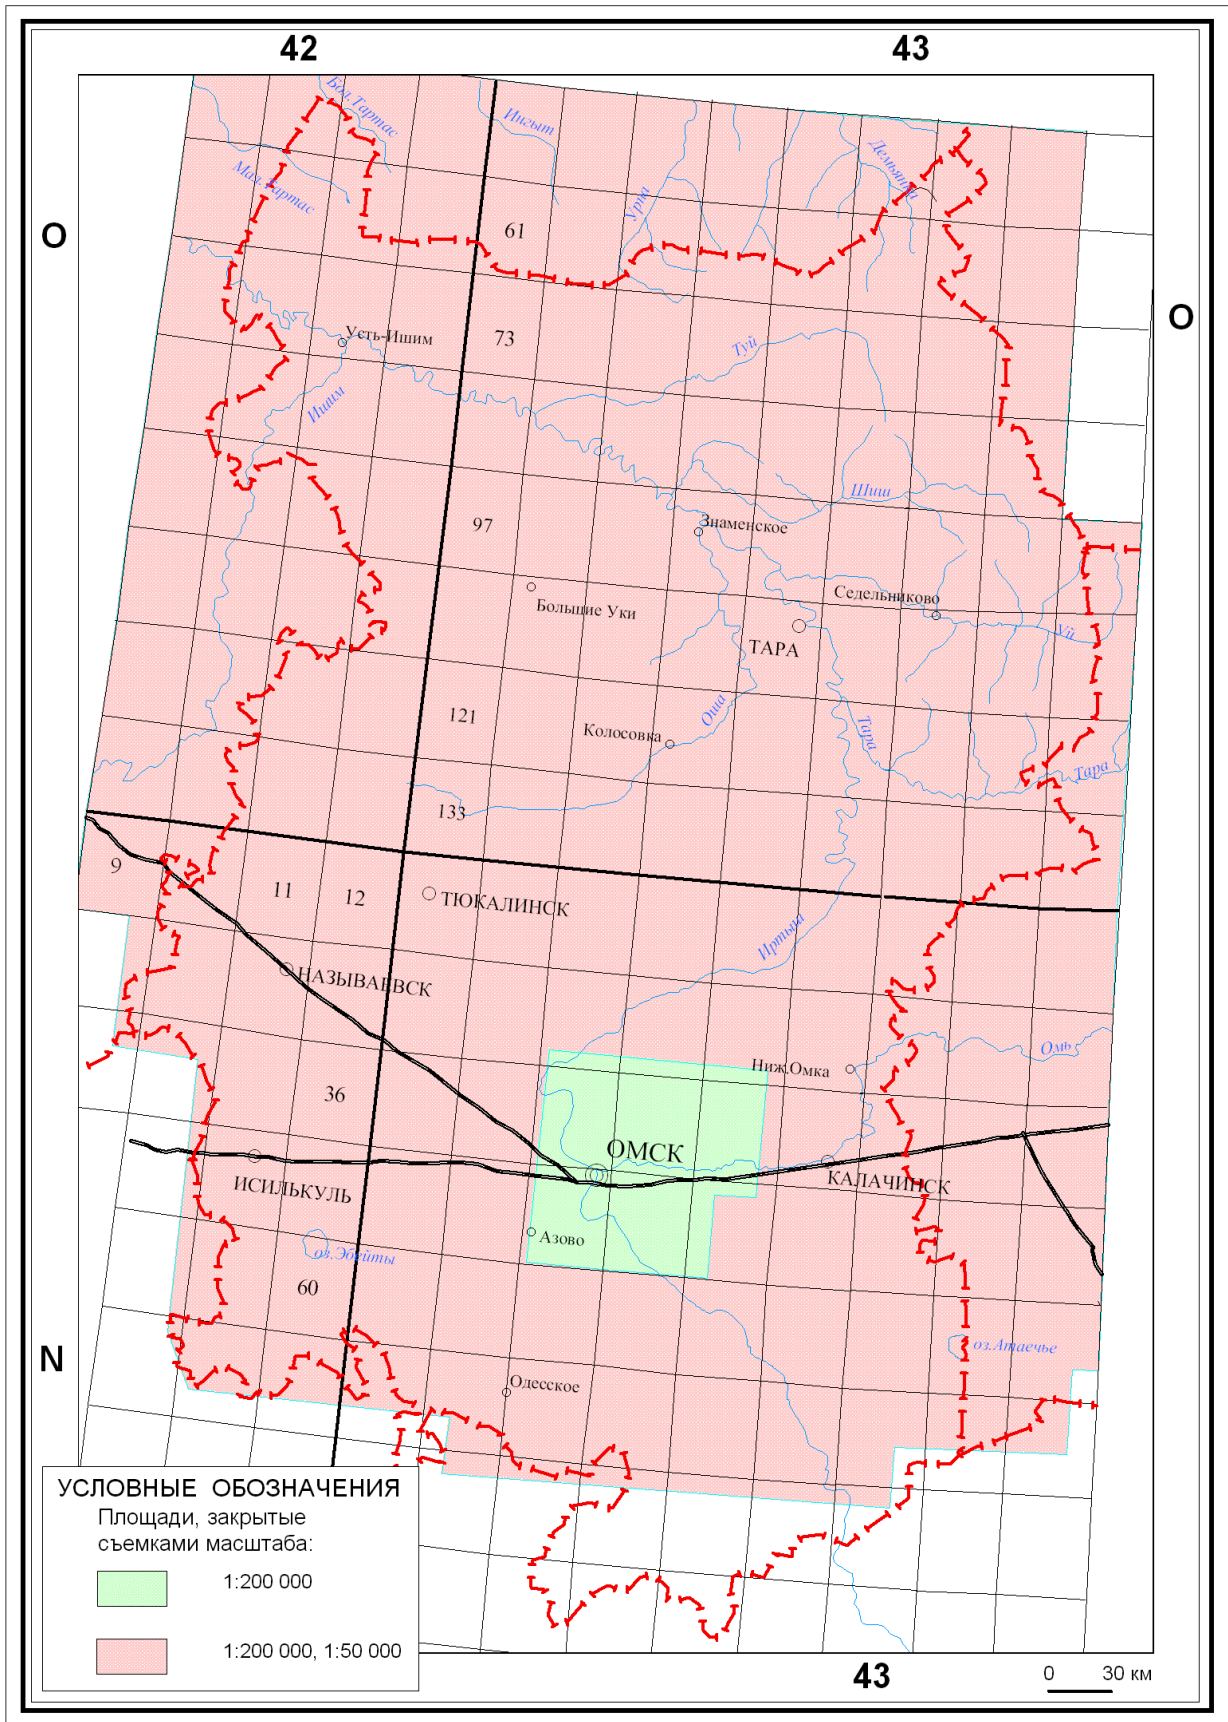 42
43
Бол.Тартас
Ингыт
Демьянка
Мал.Тартас
Урна
61
О
О
73
Усть-Ишим
Туй
Ишим
Шиш
97
Знаменское
Большие Уки
Седельниково
ТАРА
Уй
121
Оша
Колосовка
Тара
Тара
133
9
11
12
ТЮКАЛИНСК
Иртыш
НАЗЫВАЕВСК
Омь
Ниж.Омка
36
ОМСК
КАЛАЧИНСК
ИСИЛЬКУЛЬ
Азово
оз.Эбейты
60
оз.Атаечье
N
Одесское
УСЛОВНЫЕ ОБОЗНАЧЕНИЯ
Площади, закрытые
съемками масштаба:
1:200 000
1:200 000, 1:50 000
43
0 30 км